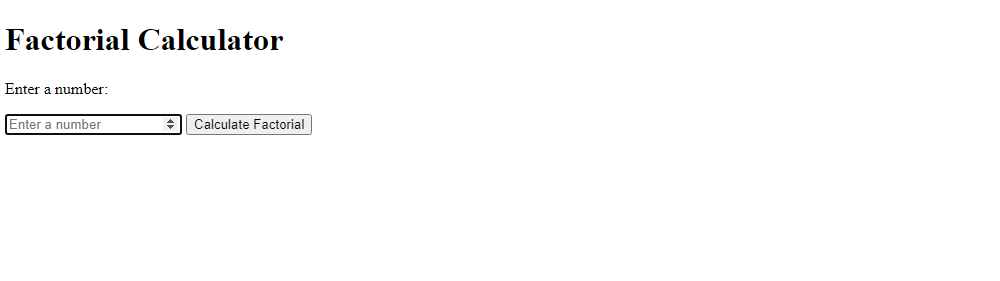 Factorial Calculator
Enter a number:
Enter a number Calculate Factorial